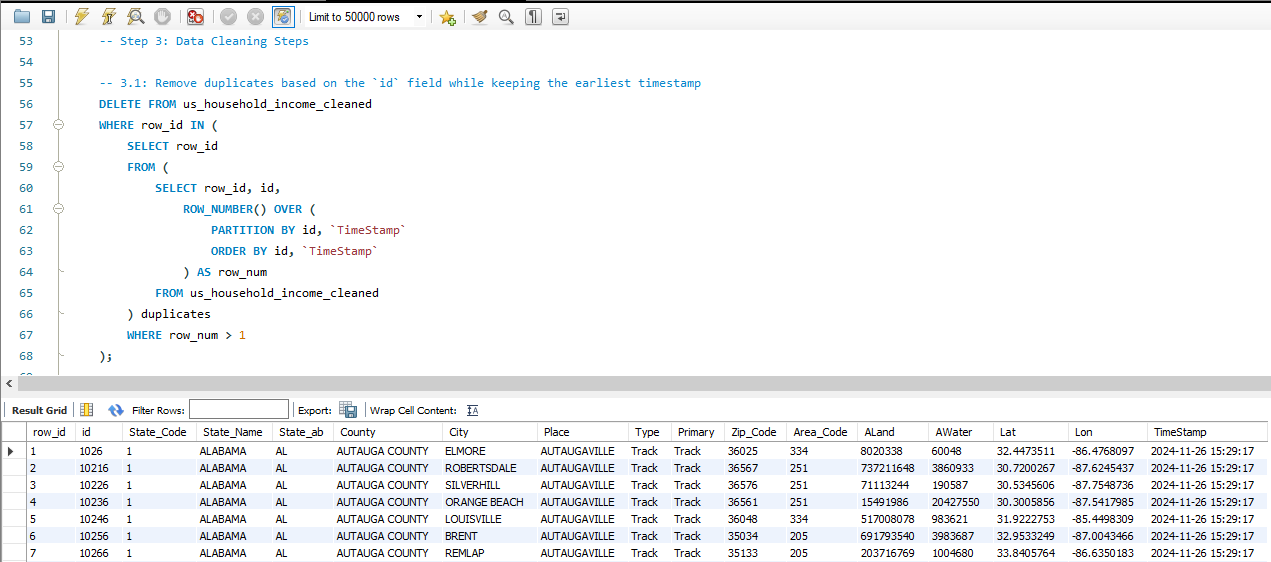 Limit to 50000 rows
53 -- Step 3: Data Cleaning Steps
54
55 -- 3.1: Remove duplicates based on the `id` field while keeping the earliest timestamp
56 DELETE FROM us_household_income_cleaned
57 WHERE row_id IN (
58 SELECT row_id
59 FROM (
60 SELECT row_id, id,
61 ROW_NUMBER() OVER (
62 PARTITION BY id, `TimeStamp`
63 ORDER BY id, `TimeStamp`
64 ) AS row_num
65 FROM us_household_income_cleaned
66 ) duplicates
67 WHERE row_num > 1
68 );
Result Grid Filter Rows: Export: Wrap Cell Content: IA
row_id id State_Code State_Name State_ab County City Place Type Primary Zip_Code Area_Code ALand AWater Lat Lon TimeStamp
1 1026 1 ALABAMA AL AUTAUGA COUNTY ELMORE AUTAUGAVILLE Track Track 36025 334 8020338 60048 32.4473511 -86.4768097 2024-11-26 15:29:17
2 10216 1 ALABAMA AL AUTAUGA COUNTY ROBERTSDALE AUTAUGAVILLE Track Track 36567 251 737211648 3860933 30.7200267 -87.6245437 2024-11-26 15:29:17
3 10226 1 ALABAMA AL AUTAUGA COUNTY SILVERHILL AUTAUGAVILLE Track Track 36576 251 71113244 190587 30.5345606 -87.7548736 2024-11-26 15:29:17
4 10236 1 ALABAMA AL AUTAUGA COUNTY ORANGE BEACH AUTAUGAVILLE Track Track 36561 251 15491986 20427550 30.3005856 -87.5417985 2024-11-26 15:29:17
5 10246 1 ALABAMA AL AUTAUGA COUNTY LOUISVILLE AUTAUGAVILLE Track Track 36048 334 517008078 983621 31.9222753 -85.4498309 2024-11-26 15:29:17
6 10256 1 ALABAMA AL AUTAUGA COUNTY BRENT AUTAUGAVILLE Track Track 35034 205 691793540 3983687 32.9533249 -87.0043466 2024-11-26 15:29:17
7 10266 1 ALABAMA AL AUTAUGA COUNTY REMLAP AUTAUGAVILLE Track Track 35133 205 203716769 1004680 33.8405764 -86.6350183 2024-11-26 15:29:17